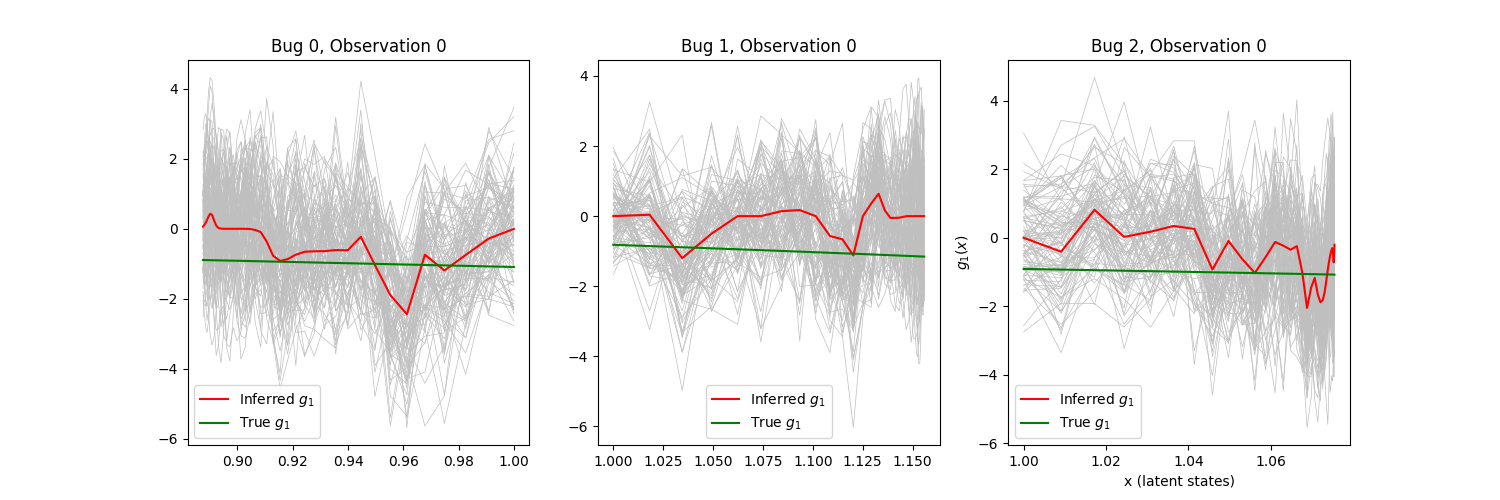 Bug 0, Observation 0
4
2
0
−2
−4
−6
0.90 0.92 0.94 0.96 0.98 1.00
Inferred g₁
True g₁
Bug 1, Observation 0
4
2
0
−2
−4
−6
1.000 1.025 1.050 1.075 1.100 1.125 1.150
Inferred g₁
True g₁
Bug 2, Observation 0
g₁(x)
4
2
0
−2
−4
−6
1.00 1.02 1.04 1.06
x (latent states)
Inferred g₁
True g₁